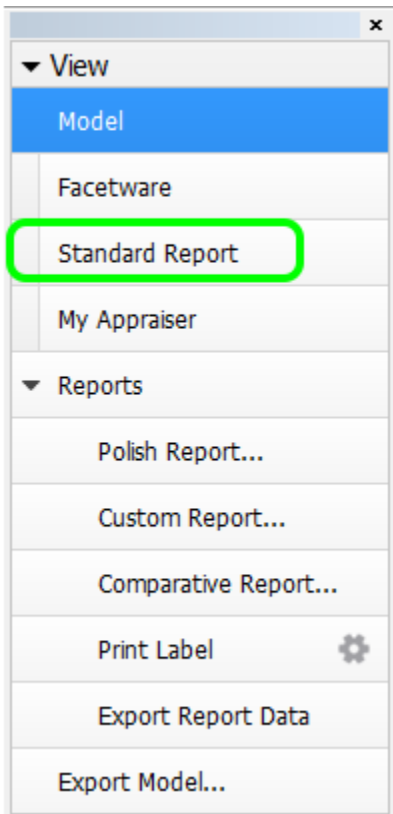 View
Model
Facetware
Standard Report
My Appraiser
Reports
Polish Report...
Custom Report...
Comparative Report...
Print Label
Export Report Data
Export Model...